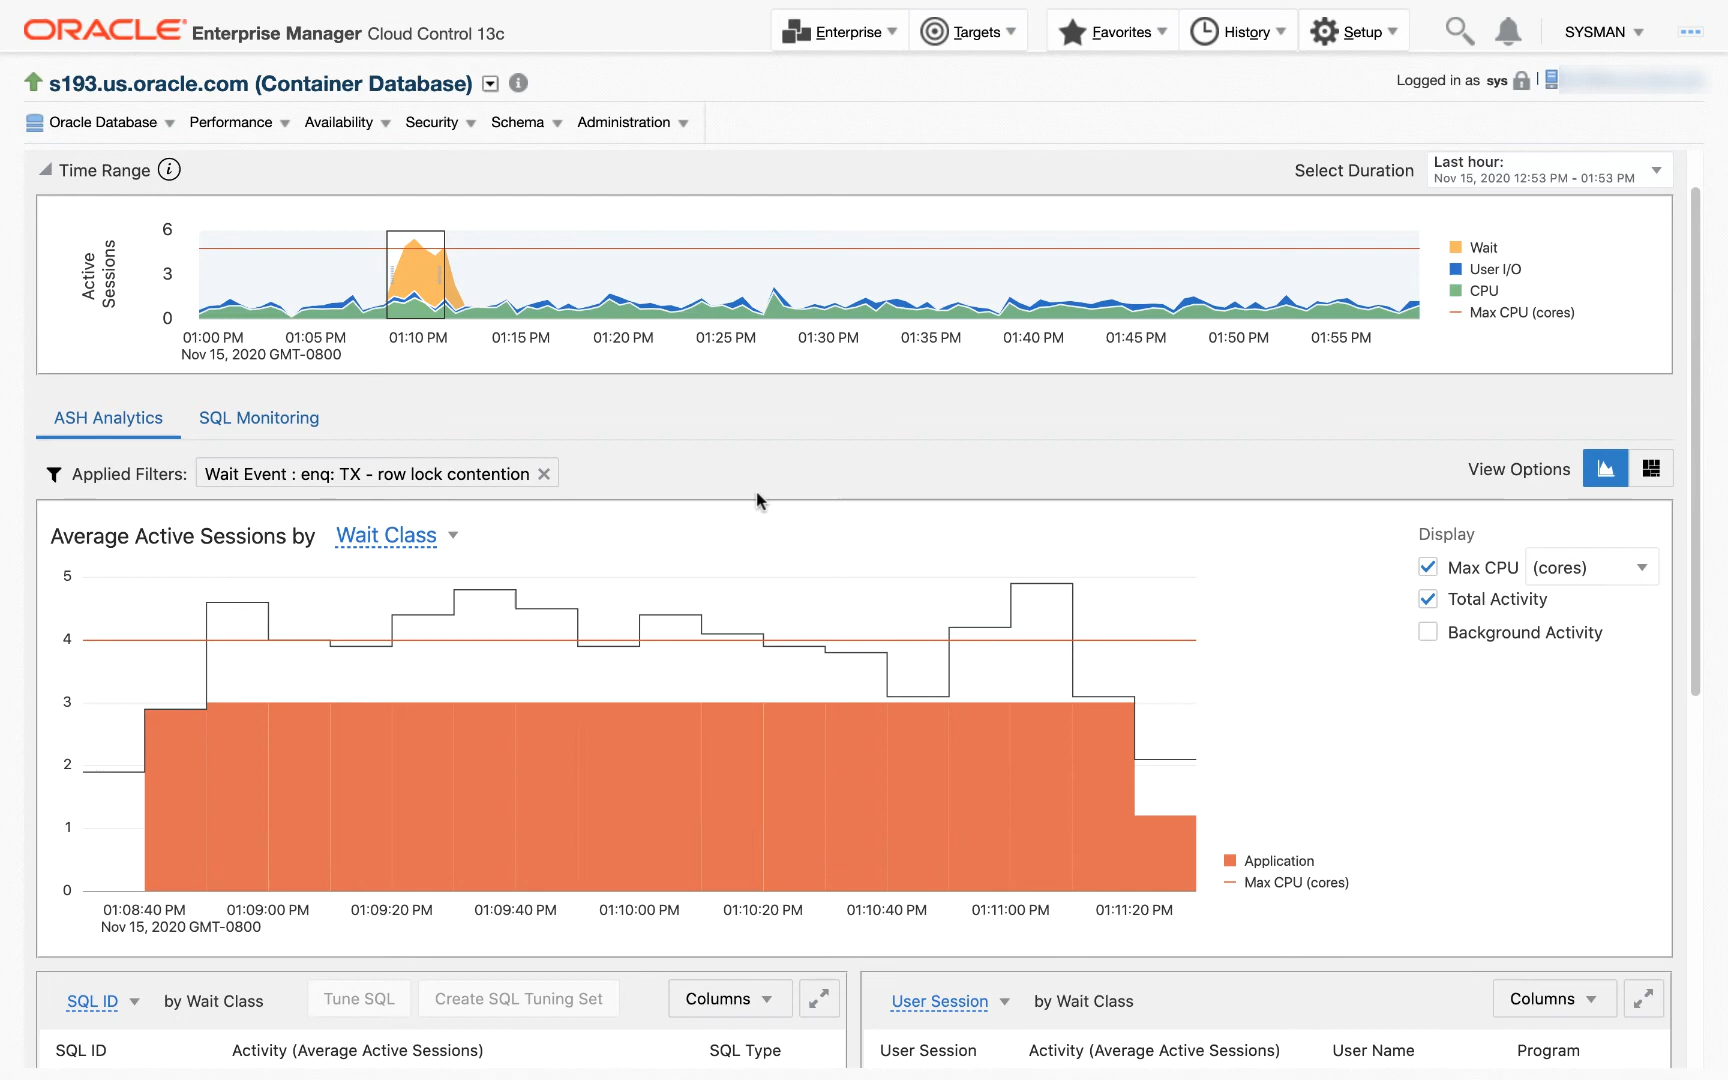 ORACLE Enterprise Manager Cloud Control 13c
Enterprise
Targets
Favorites
History
Setup
SYSMAN
s193.us.oracle.com (Container Database)
Logged in as sys
Oracle Database
Performance
Availability
Security
Schema
Administration
Time Range
Select Duration
Last hour:
Nov 15, 2020 12:53 PM - 01:53 PM
Active
Sessions
6
3
0
01:00 PM
01:05 PM
01:10 PM
01:15 PM
01:20 PM
01:25 PM
01:30 PM
01:35 PM
01:40 PM
01:45 PM
01:50 PM
01:55 PM
Nov 15, 2020 GMT-0800
Wait
User I/O
CPU
Max CPU (cores)
ASH Analytics
SQL Monitoring
Applied Filters:
Wait Event : enq: TX - row lock contention
View Options
Average Active Sessions by Wait Class
Display
Max CPU (cores)
Total Activity
Background Activity
5
4
3
2
1
0
01:08:40 PM
01:09:00 PM
01:09:20 PM
01:09:40 PM
01:10:00 PM
01:10:20 PM
01:10:40 PM
01:11:00 PM
01:11:20 PM
Nov 15, 2020 GMT-0800
Application
Max CPU (cores)
SQL ID by Wait Class
Tune SQL
Create SQL Tuning Set
Columns
SQL ID
Activity (Average Active Sessions)
SQL Type
User Session by Wait Class
Columns
User Session
Activity (Average Active Sessions)
User Name
Program